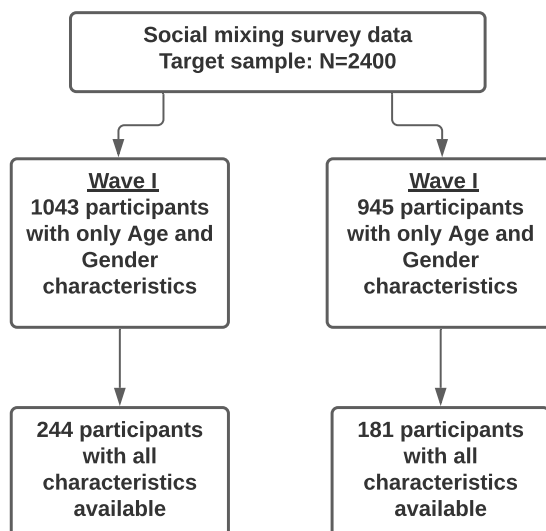 Social mixing survey data
Target sample: N=2400
Wave I
1043 participants
with only Age and
Gender
characteristics
Wave I
945 participants
with only Age and
Gender
characteristics
244 participants
with all
characteristics
available
181 participants
with all
characteristics
available